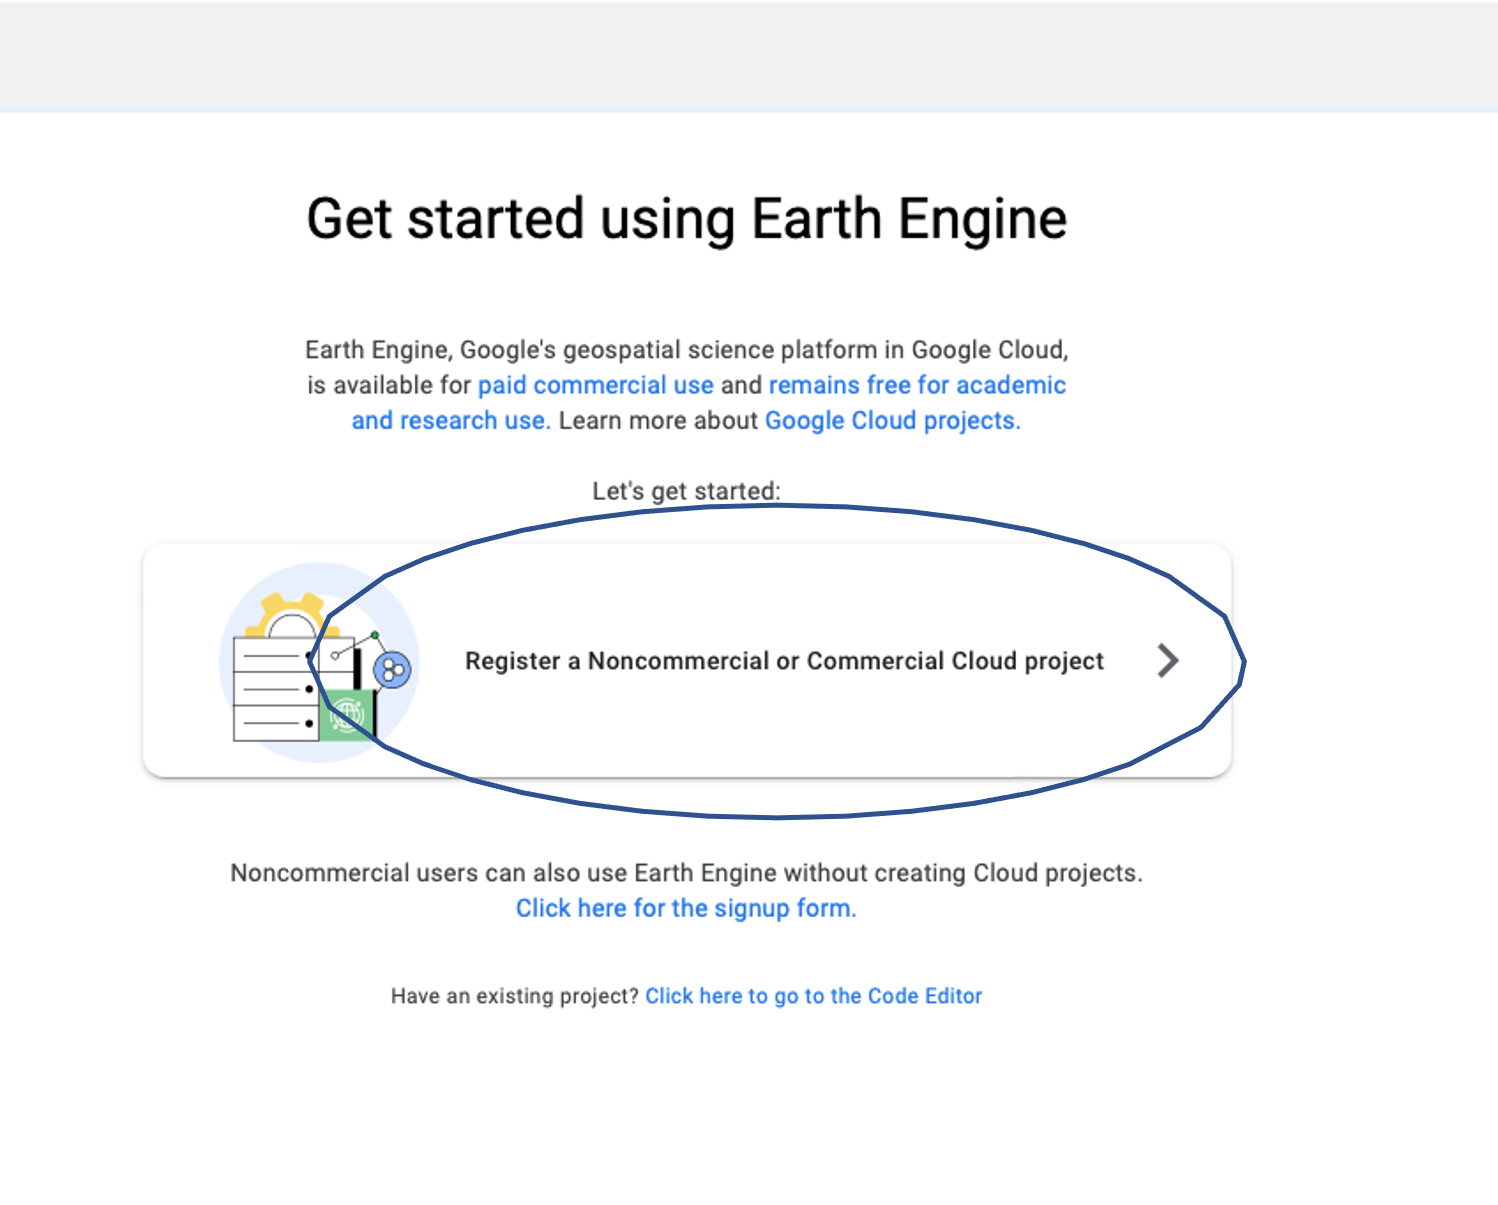 Get started using Earth Engine
Earth Engine, Google's geospatial science platform in Google Cloud,
is available for paid commercial use and remains free for academic
and research use. Learn more about Google Cloud projects.
Let's get started:
Register a Noncommercial or Commercial Cloud project
Noncommercial users can also use Earth Engine without creating Cloud projects.
Click here for the signup form.
Have an existing project? Click here to go to the Code Editor